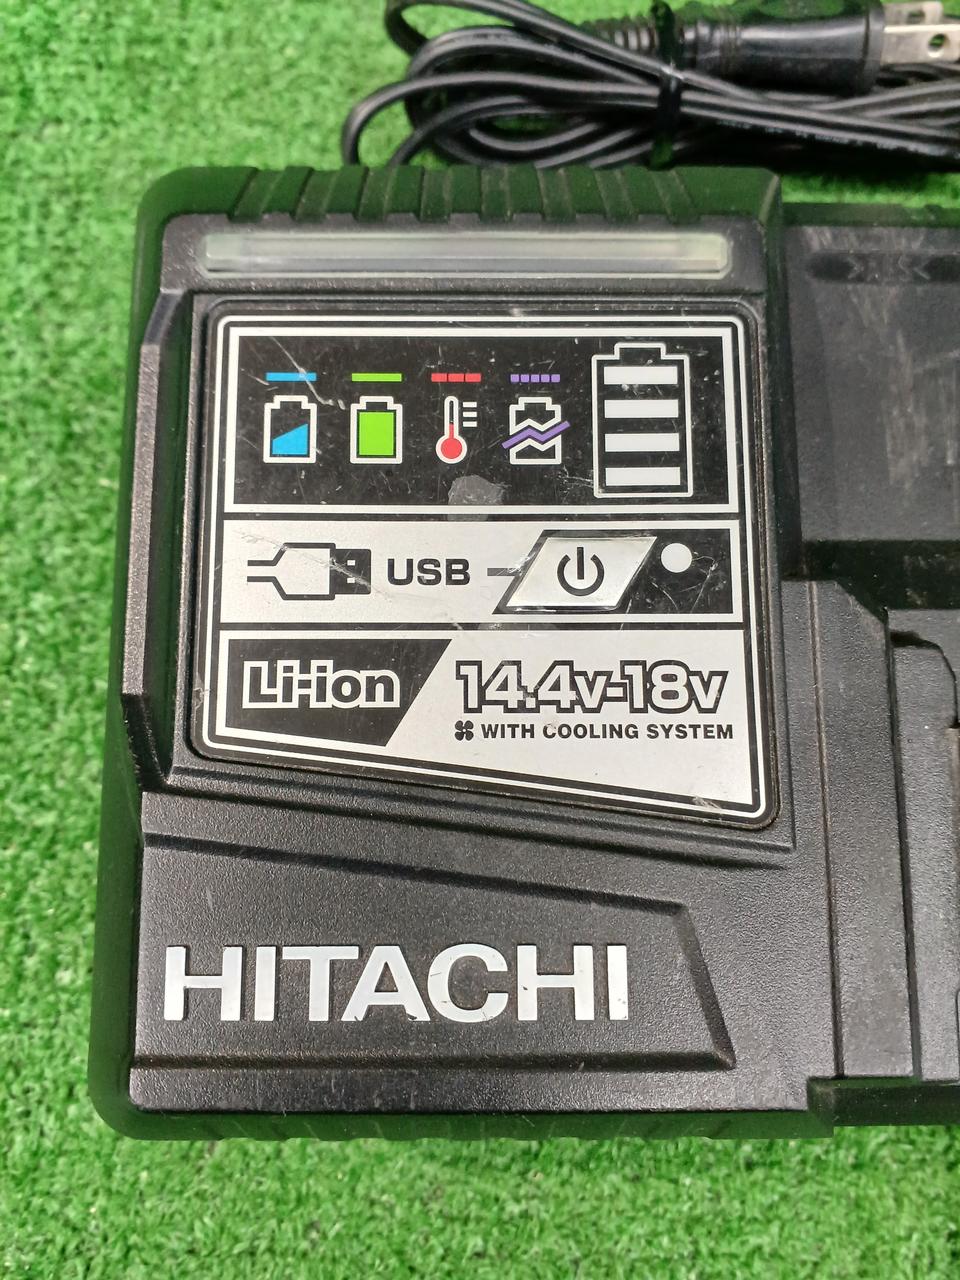 USB
Li-ion
14.4v-18v
WITH COOLING SYSTEM
HITACHI